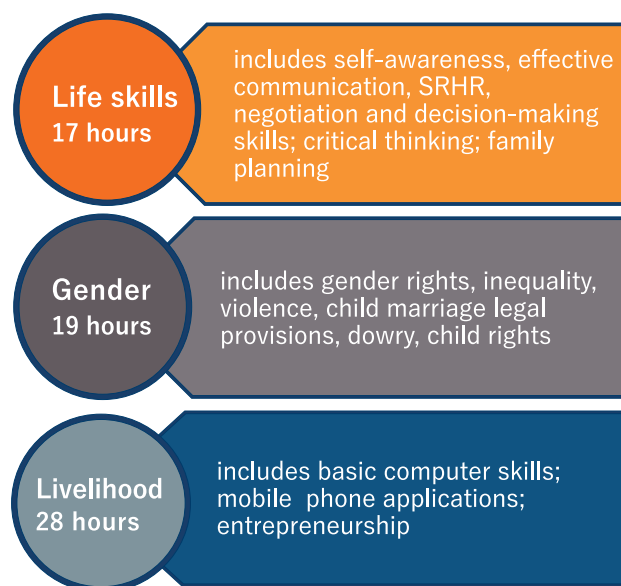 Life skills
17 hours
includes self-awareness, effective
communication, SRHR,
negotiation and decision-making
skills; critical thinking; family
planning
Gender
19 hours
includes gender rights, inequality,
violence, child marriage legal
provisions, dowry, child rights
Livelihood
28 hours
includes basic computer skills;
mobile phone applications;
entrepreneurship